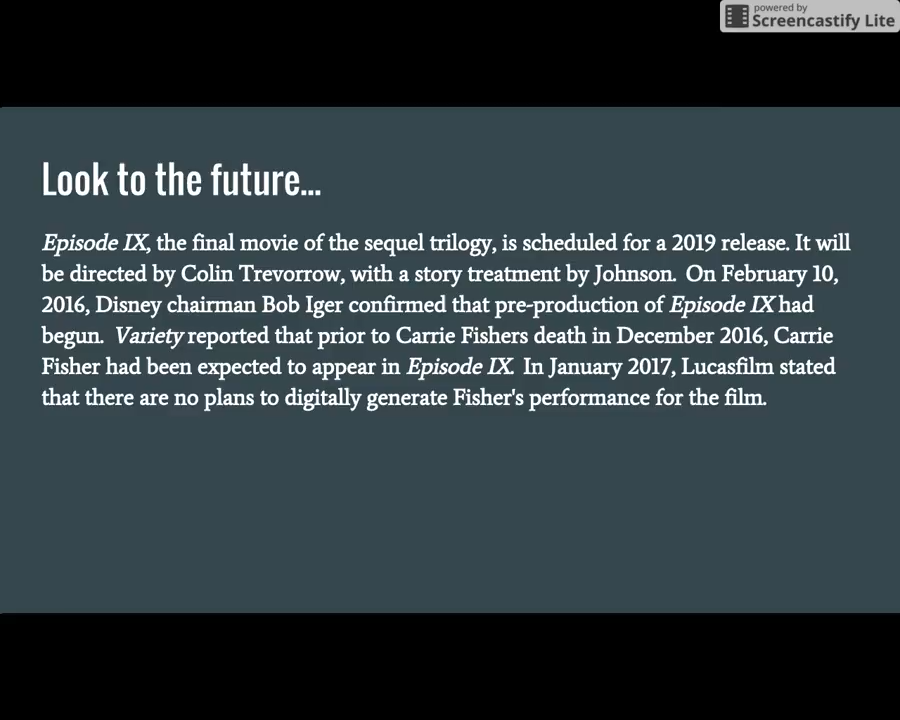 powered by
Screencastify Lite
Look to the future...
Episode IX, the final movie of the sequel trilogy, is scheduled for a 2019 release. It will
be directed by Colin Trevorrow, with a story treatment by Johnson. On February 10,
2016, Disney chairman Bob Iger confirmed that pre-production of Episode IX had
begun. Variety reported that prior to Carrie Fishers death in December 2016, Carrie
Fisher had been expected to appear in Episode IX. In January 2017, Lucasfilm stated
that there are no plans to digitally generate Fisher's performance for the film.